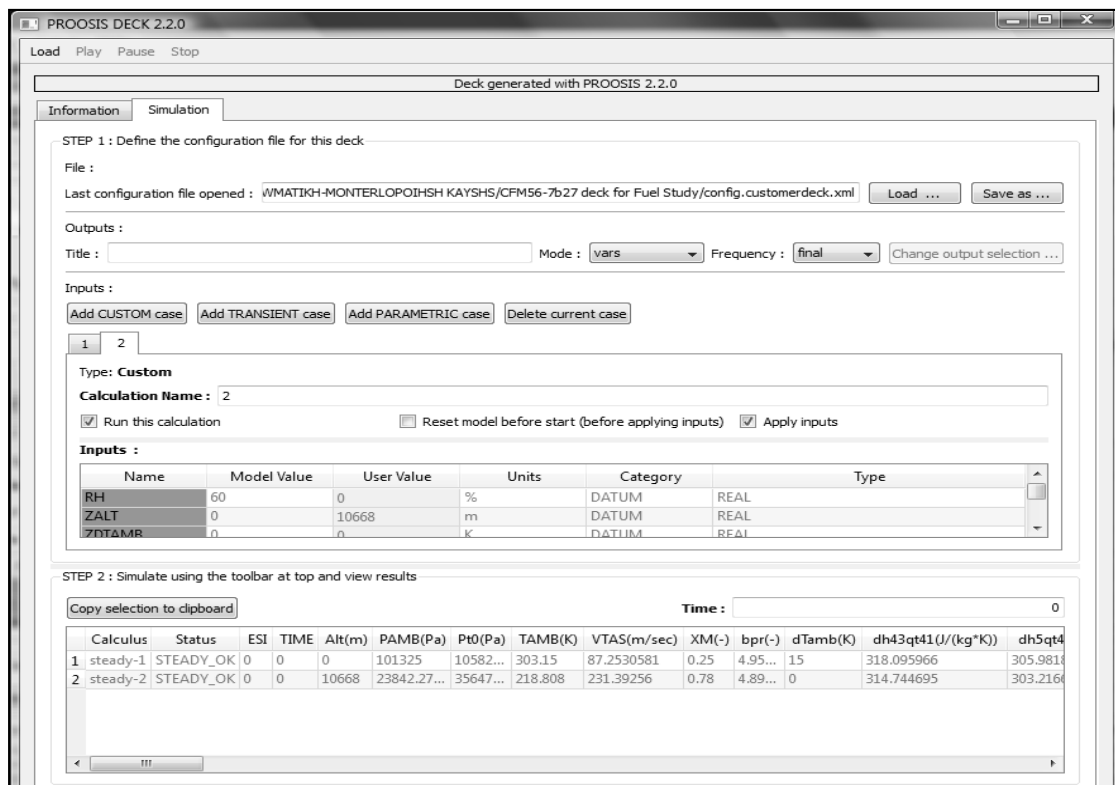 PROOSIS DECK 2.2.0
Load Play Pause Stop
Deck generated with PROOSIS 2.2.0
Information Simulation
STEP 1 : Define the configuration file for this deck
File :
Last configuration file opened : WMATIKH-MONTERLOPOIHSH KAYSHS/CFM56-7b27 deck for Fuel Study/config.customerdeck.xml Load ... Save as ...
Outputs :
Title : Mode : vars Frequency : final Change output selection ...
Inputs :
Add CUSTOM case Add TRANSIENT case Add PARAMETRIC case Delete current case
1 2
Type: Custom
Calculation Name : 2
Run this calculation Reset model before start (before applying inputs) Apply inputs
Inputs :
Name Model Value User Value Units Category Type
RH 60 0 % DATUM REAL
ZALT 0 10668 m DATUM REAL
ZDTAMB 0 0 K DATUM REAL
STEP 2 : Simulate using the toolbar at top and view results
Copy selection to clipboard Time : 0
Calculus Status ESI TIME Alt(m) PAMB(Pa) Pt0(Pa) TAMB(K) VTAS(m/sec) XM(-) bpr(-) dTamb(K) dh43qt41(J/(kg*K)) dh5qt4
1 steady-1 STEADY_OK 0 0 0 101325 10582... 303.15 87.2530581 0.25 4.95... 15 318.095966 305.9818
2 steady-2 STEADY_OK 0 0 10668 23842.27... 35647... 218.808 231.39256 0.78 4.89... 0 314.744695 303.2166